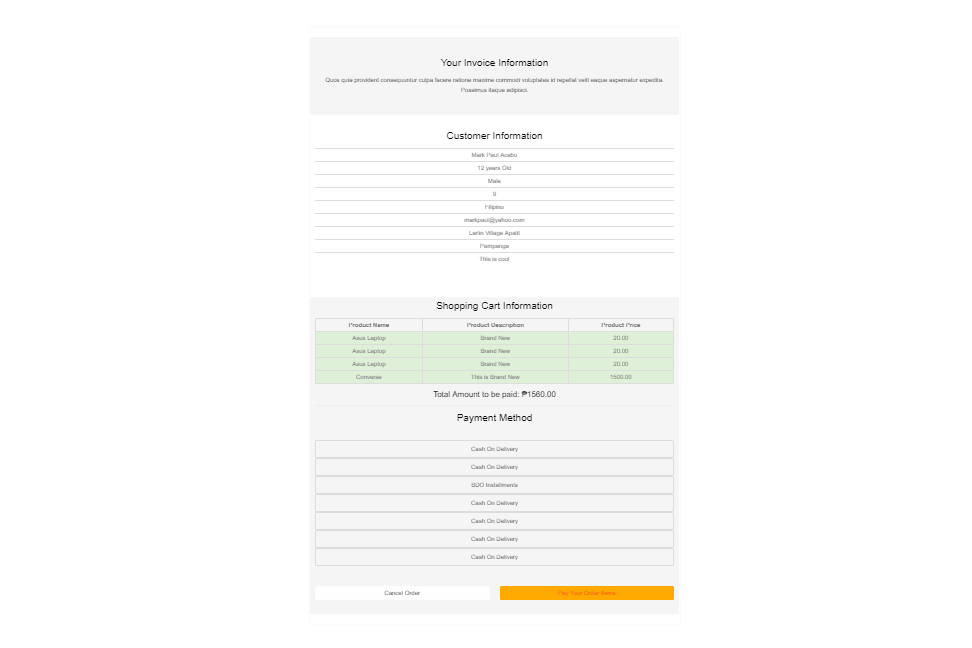 Your Invoice Information
Quos quia provident consequuntur culpa facere ratione maxime commodi voluptates id repellat velit eaque aspernatur expedita.
Possimus itaque adipisci.
Customer Information
Mark Paul Acebo
12 years Old
Male
9
Filipino
markpaul@yahoo.com
Larlin Village Apalit
Pampanga
This is cool
Shopping Cart Information
Product Name Product Description Product Price
Asus Laptop Brand New 20.00
Asus Laptop Brand New 20.00
Asus Laptop Brand New 20.00
Converse This is Brand New 1500.00
Total Amount to be paid: ₱1560.00
Payment Method
Cash On Delivery
Cash On Delivery
BDO Installments
Cash On Delivery
Cash On Delivery
Cash On Delivery
Cash On Delivery
Cancel Order Pay Your Order Items